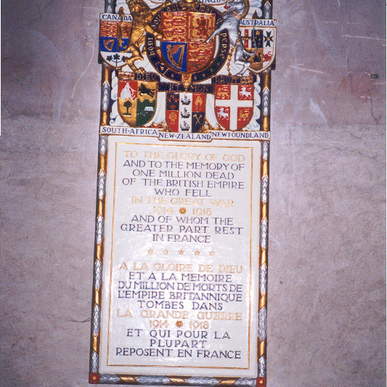 CANADA
AUSTRALIA
SOUTH·AFRICA
NEW·ZEALAND
NEWFOUNDLAND
TO THE GLORY OF GOD
AND TO THE MEMORY OF
ONE MILLION DEAD
OF THE BRITISH EMPIRE
WHO FELL
IN THE GREAT WAR
1914 1918
AND OF WHOM THE
GREATER PART REST
IN FRANCE
A LA GLOIRE DE DIEU
ET A LA MEMOIRE
DU MILLION DE MORTS DE
L'EMPIRE BRITANNIQUE
TOMBES DANS
LA GRANDE GUERRE
1914 1918
ET QUI POUR LA
PLUPART
REPOSENT EN FRANCE